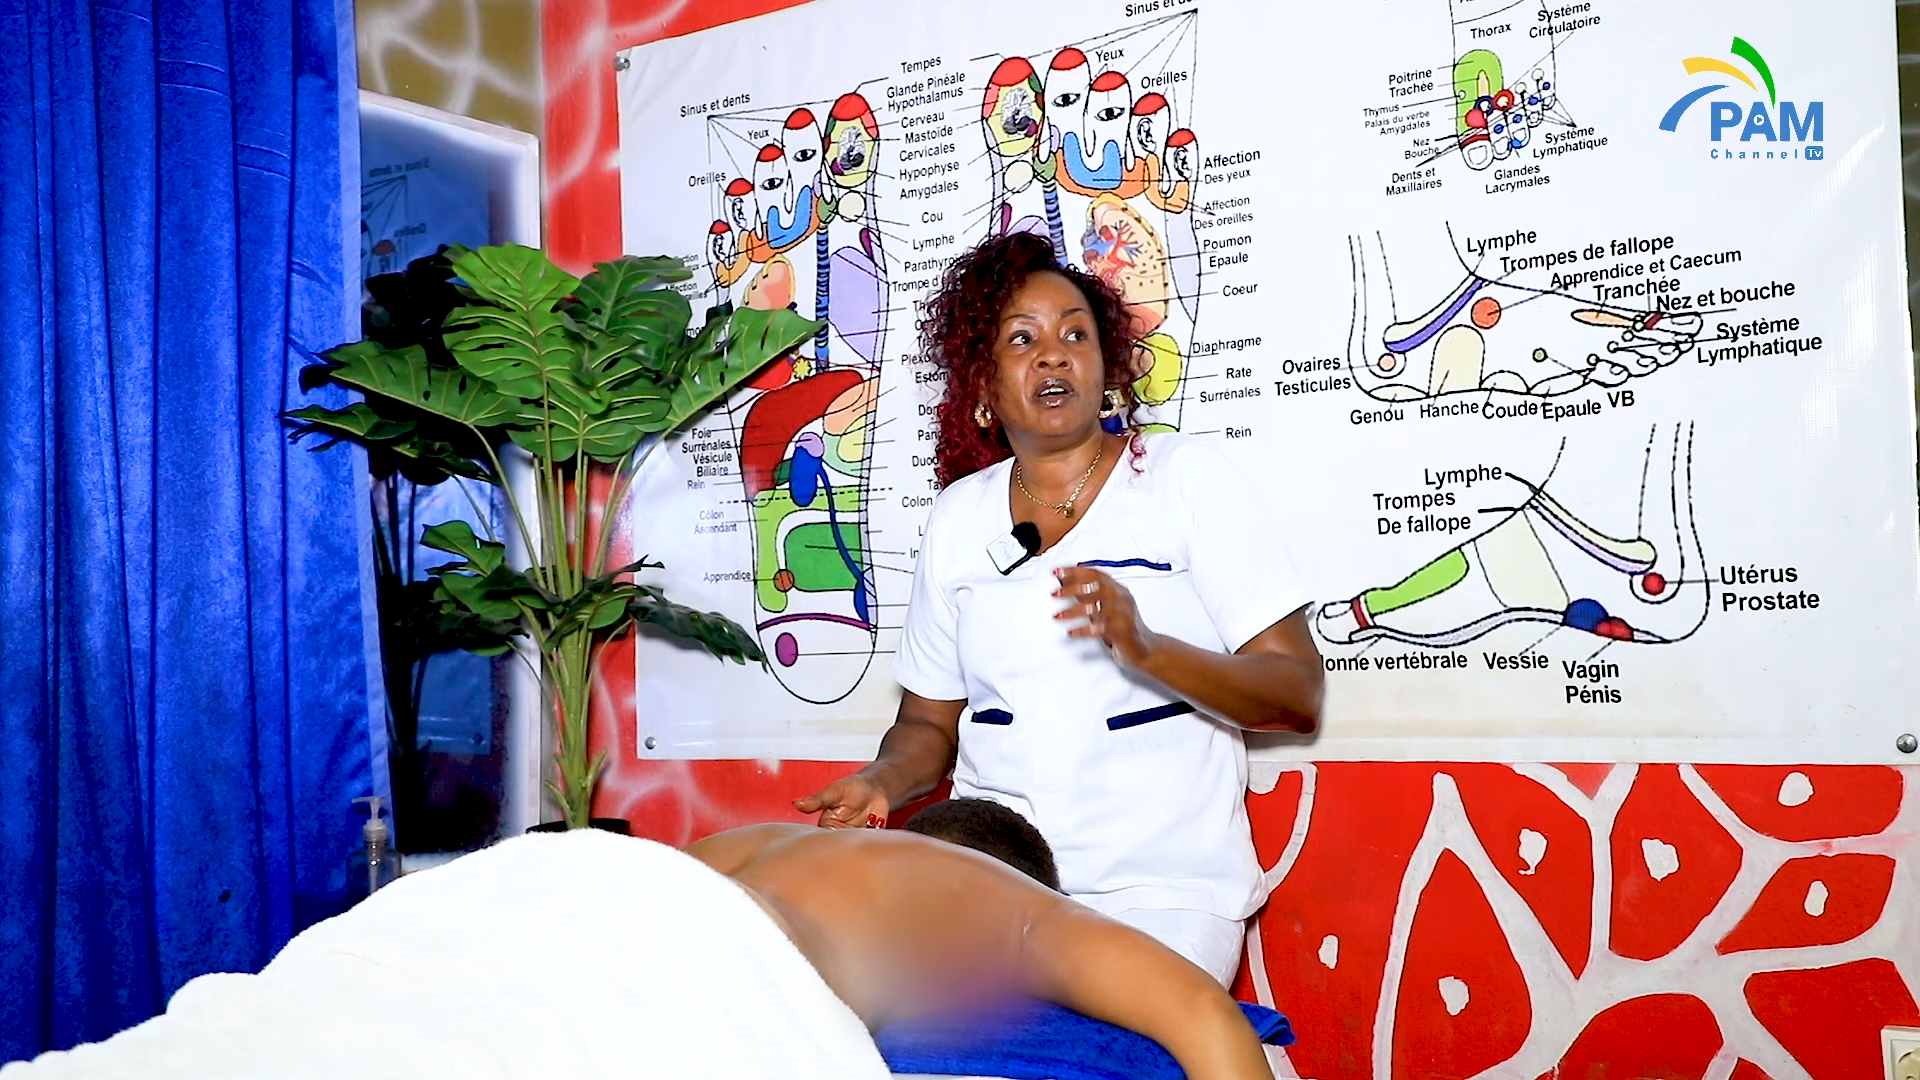 Sinus et dents
Yeux
Oreilles
Tempes
Glande Pinéale
Hypothalamus
Cerveau
Mastoïde
Cervicales
Hypophyse
Amygdales
Cou
Lymphe
Foie
Surrénales
Vésicule
Biliaire
Rein
Côlon
Ascendant
Apprendice
Colon
Yeux
Oreilles
Affection
Des yeux
Affection
Des oreilles
Poumon
Epaule
Coeur
Diaphragme
Rate
Surrénales
Rein
Thorax
Système
Circulatoire
Poitrine
Trachée
Thymus
Palais du verbe
Amygdales
Nez
Bouche
Dents et
Maxillaires
Glandes
Lacrymales
Système
Lymphatique
PAM
Channel Tv
Lymphe
Trompes de fallope
Apprendice et Caecum
Tranchée
Nez et bouche
Système
Lymphatique
Ovaires
Testicules
Genou
Hanche
Coude
Epaule
VB
Lymphe
Trompes
De fallope
Utérus
Prostate
lonne vertébrale
Vessie
Vagin
Pénis